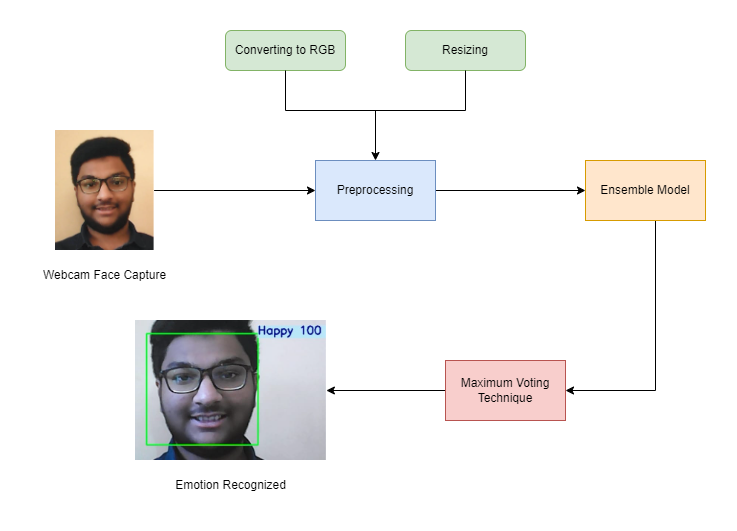 Converting to RGB
Resizing
Preprocessing
Ensemble Model
Webcam Face Capture
Happy 100
Maximum Voting
Technique
Emotion Recognized